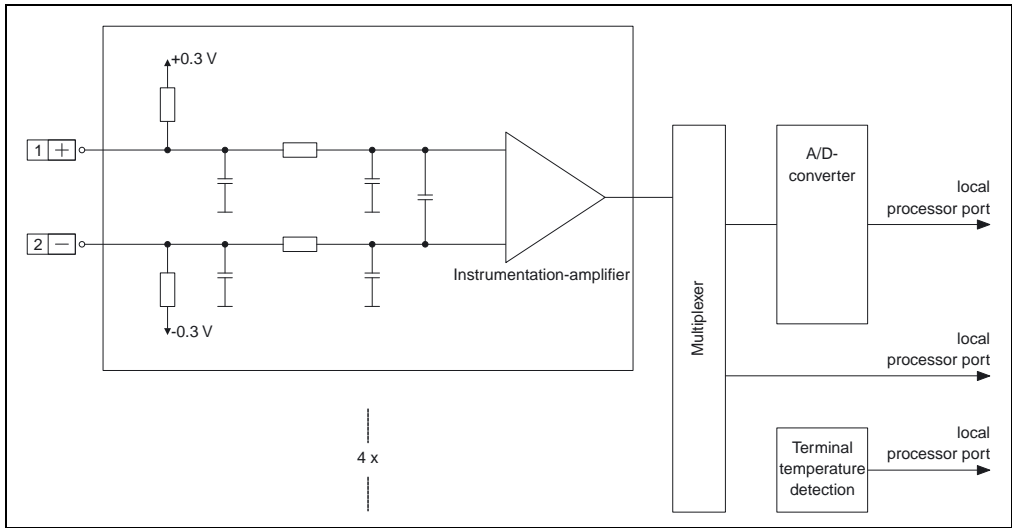 +0.3 V
1 +
2 −
-0.3 V
Instrumentation-amplifier
4 x
Multiplexer
A/D-
converter
local
processor port
local
processor port
Terminal
temperature
detection
local
processor port